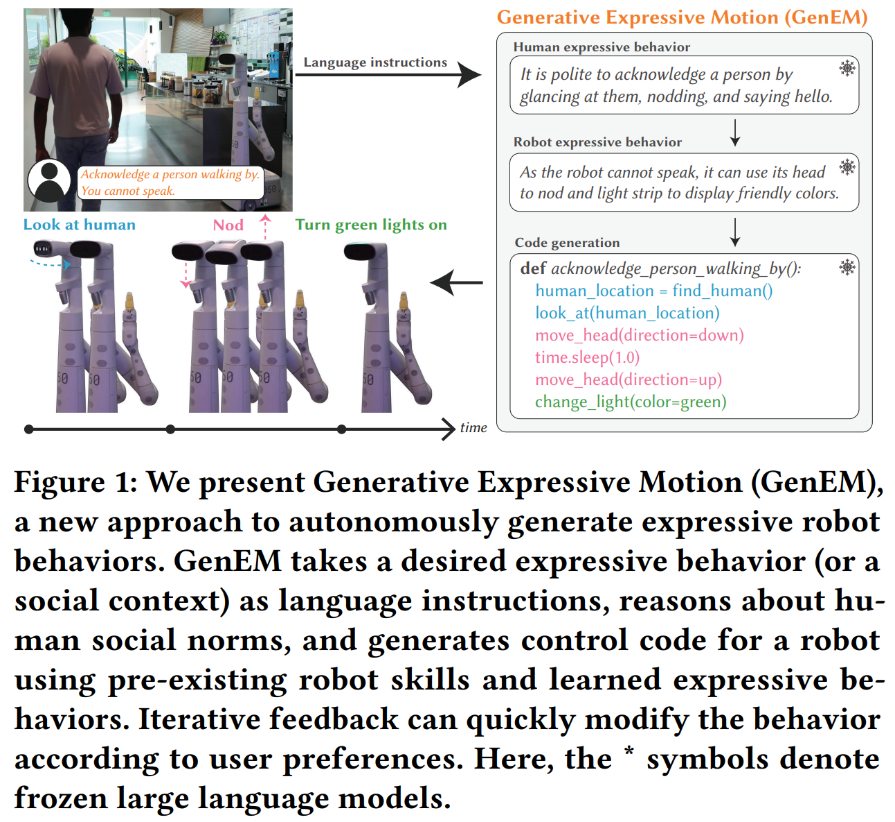 Generative Expressive Motion (GenEM)
Language instructions
Human expressive behavior
It is polite to acknowledge a person by
glancing at them, nodding, and saying hello.
Robot expressive behavior
As the robot cannot speak, it can use its head
to nod and light strip to display friendly colors.
Code generation
def acknowledge_person_walking_by():
human_location = find_human()
look_at(human_location)
move_head(direction=down)
time.sleep(1.0)
move_head(direction=up)
change_light(color=green)
Acknowledge a person walking by.
You cannot speak.
Look at human
Nod
Turn green lights on
60
60
60
time
Figure 1: We present Generative Expressive Motion (GenEM),
a new approach to autonomously generate expressive robot
behaviors. GenEM takes a desired expressive behavior (or a
social context) as language instructions, reasons about hu-
man social norms, and generates control code for a robot
using pre-existing robot skills and learned expressive be-
haviors. Iterative feedback can quickly modify the behavior
according to user preferences. Here, the * symbols denote
frozen large language models.